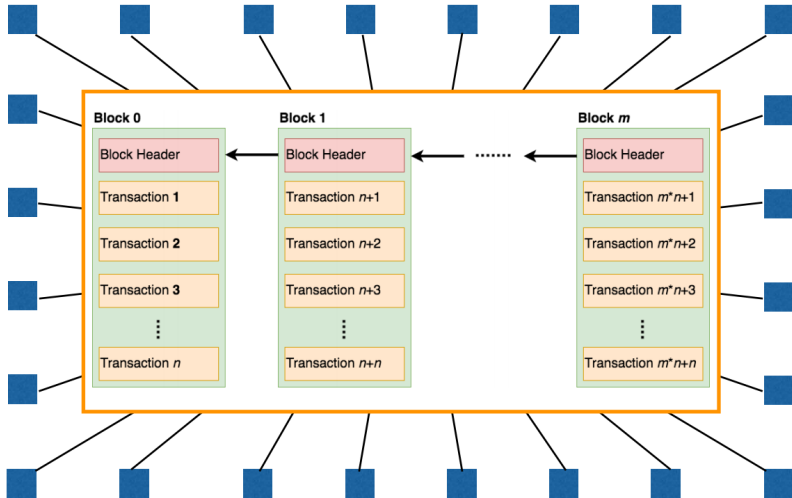 Block 0
Block 1
Block m
Block Header
Block Header
.......
Block Header
Transaction 1
Transaction n+1
Transaction m*n+1
Transaction 2
Transaction n+2
Transaction m*n+2
Transaction 3
Transaction n+3
Transaction m*n+3
Transaction n
Transaction n+n
Transaction m*n+n